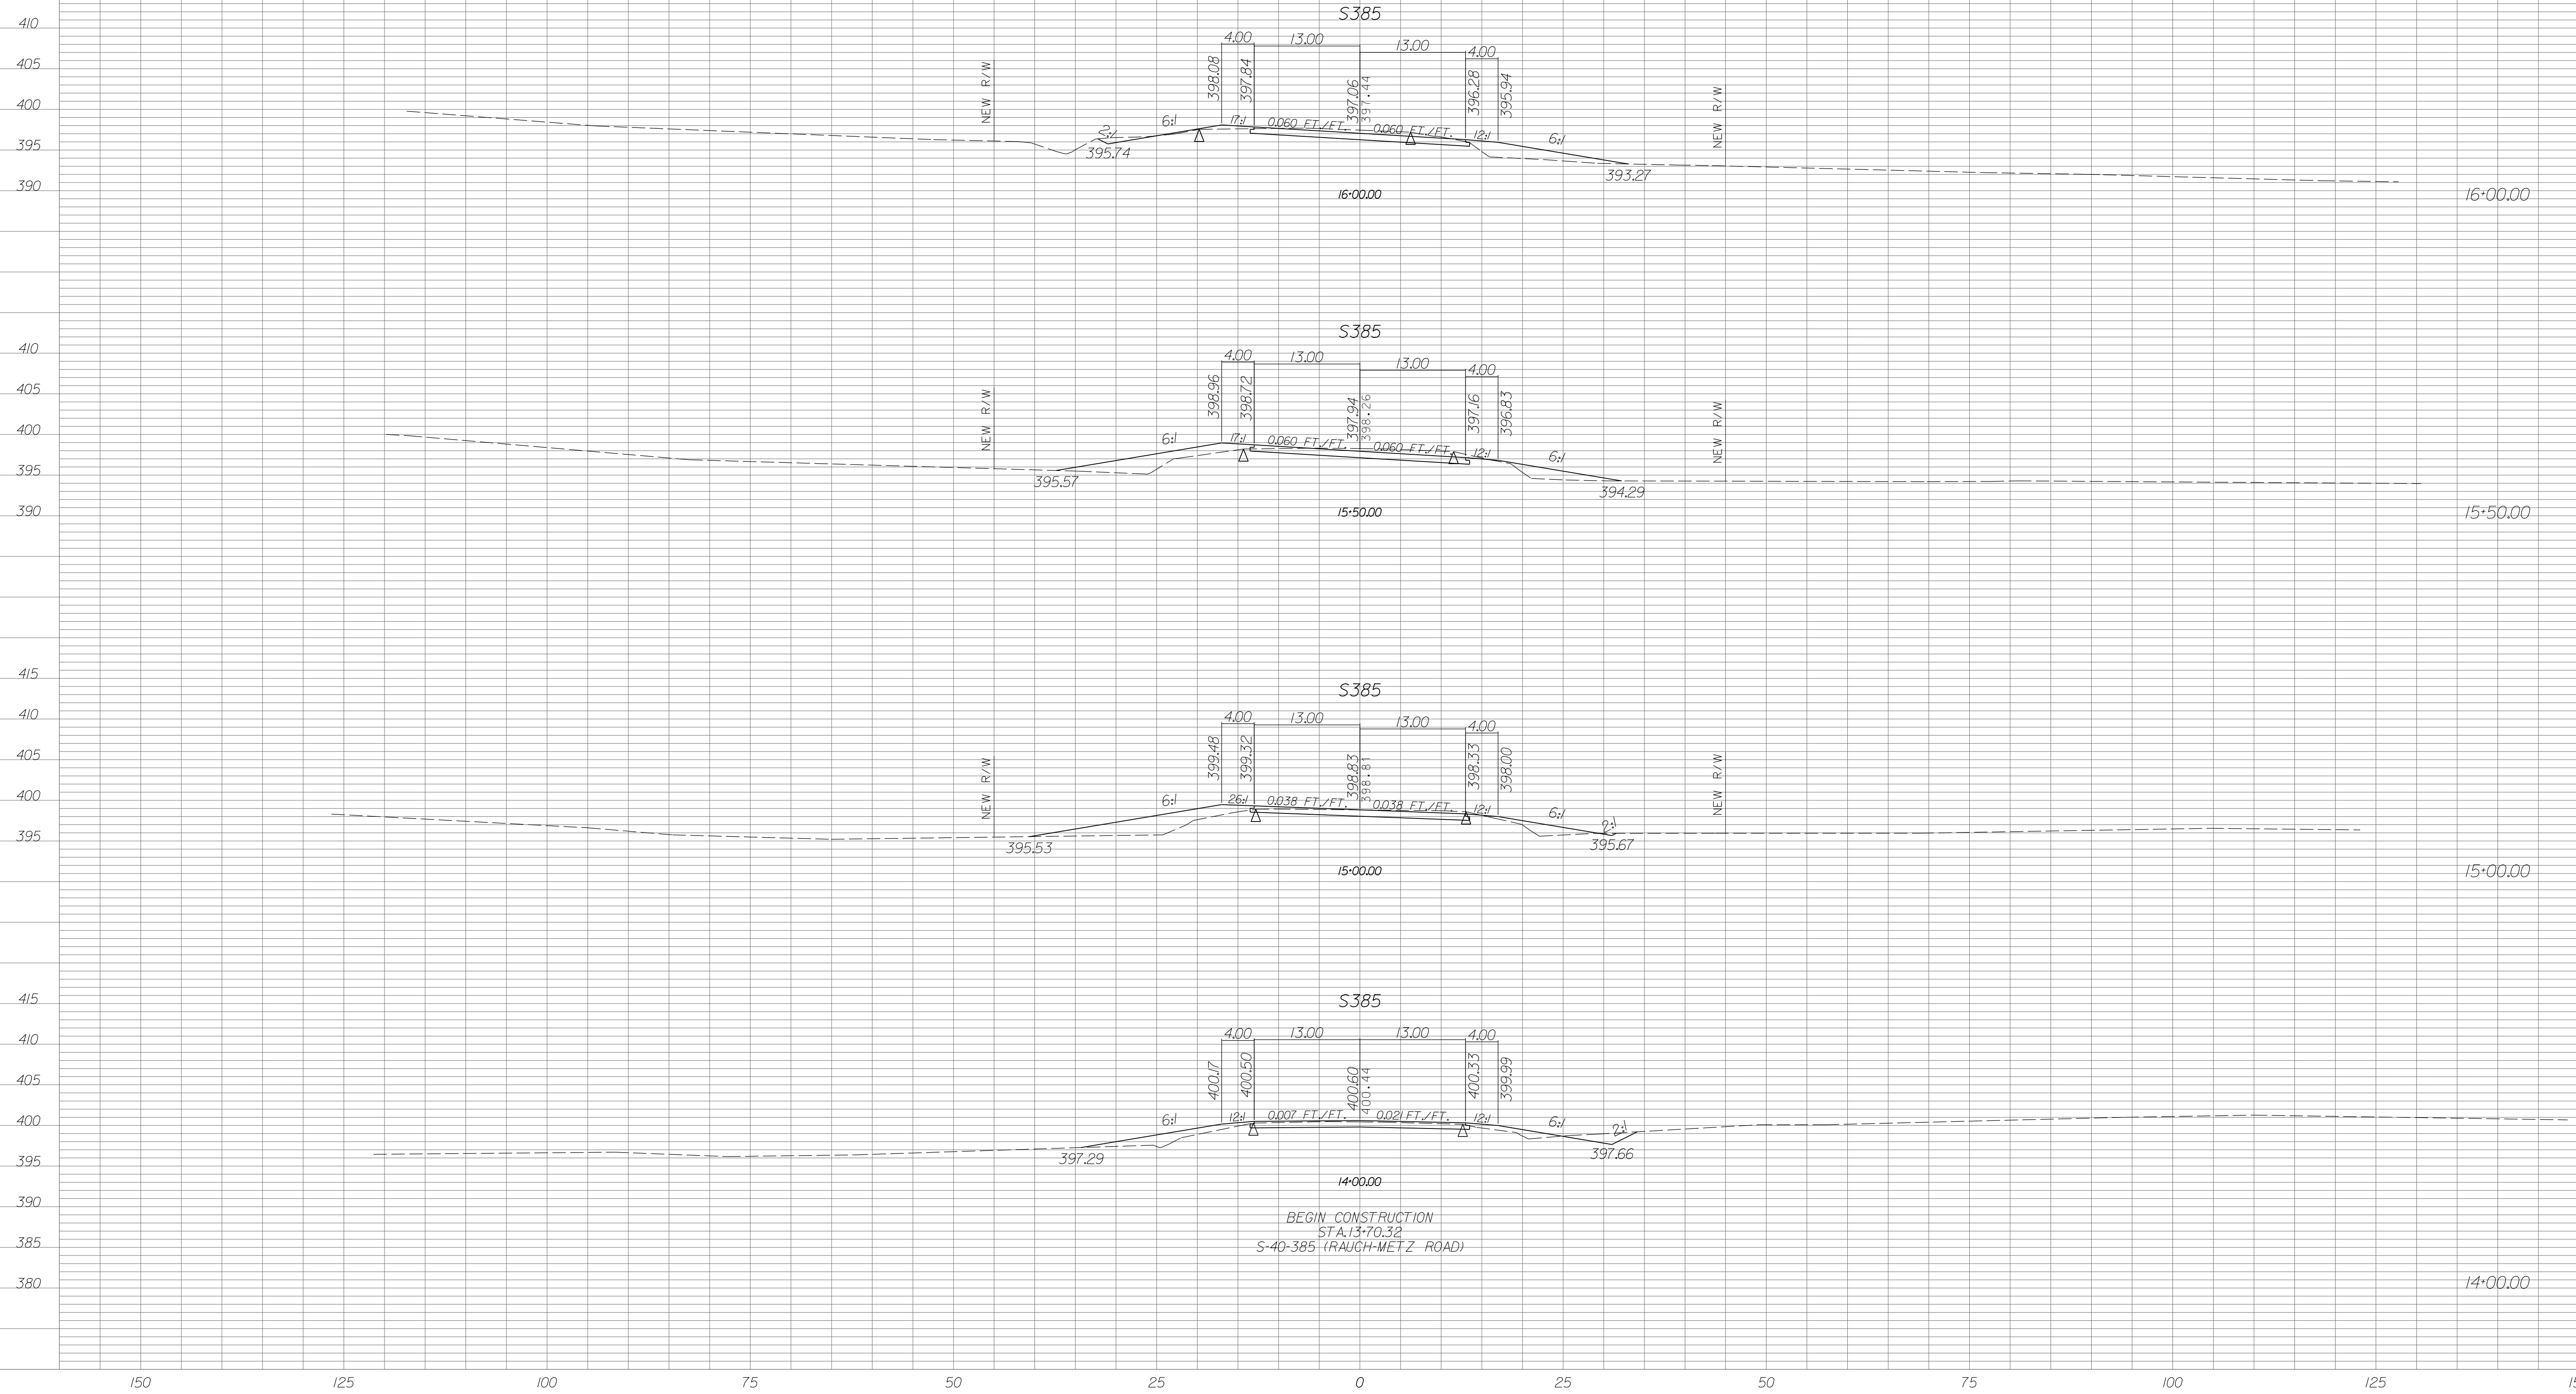 S385
410
4.00 13.00 13.00 4.00
405
NEW R/W 398.08 397.84 397.06 397.44 396.28 395.94 NEW R/W
400
2:1 6:1 17:1 0.060 FT./FT. 0.060 FT./FT. 12:1 6:1
395
395.74 393.27
390
16+00.00 16+00.00
S385
410
4.00 13.00 13.00 4.00
405
NEW R/W 398.96 398.72 397.94 398.26 397.16 396.83 NEW R/W
400
6:1 17:1 0.060 FT./FT. 0.060 FT./FT. 12:1 6:1
395
395.57 394.29
390
15+50.00 15+50.00
415
S385
410
4.00 13.00 13.00 4.00
405
NEW R/W 399.48 399.32 398.83 398.81 398.33 398.00 NEW R/W
400
6:1 26:1 0.038 FT./FT. 0.038 FT./FT. 12:1 6:1 2:1
395
395.53 395.67
15+00.00 15+00.00
415
S385
410
4.00 13.00 13.00 4.00
405
400.17 400.50 400.60 400.44 400.33 399.99
400
6:1 12:1 0.007 FT./FT. 0.021 FT./FT. 12:1 6:1 2:1
395
397.29 397.66
14+00.00
390
BEGIN CONSTRUCTION
STA.13+70.32
385
S-40-385 (RAUCH-METZ ROAD)
380
14+00.00
150 125 100 75 50 25 0 25 50 75 100 125